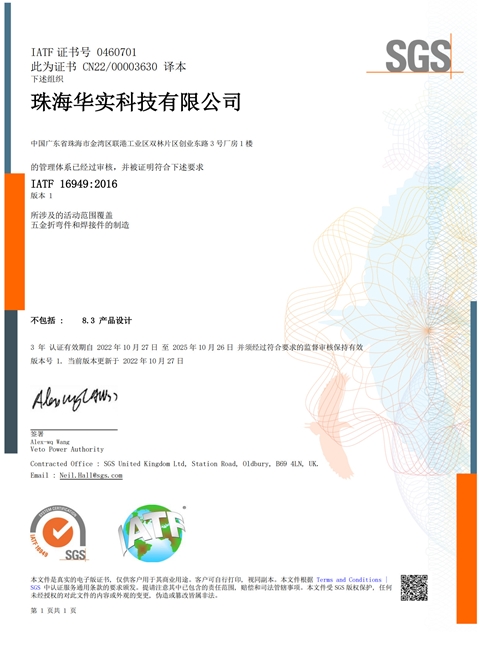 IATF 证书号 0460701
此为证书 CN22/00003630 译本
下述组织
SGS
珠海华实科技有限公司
中国广东省珠海市金湾区联港工业区双林片区创业东路 3 号厂房 1 楼
的管理体系已经过审核，并被证明符合下述要求
IATF 16949:2016
版本 1
所涉及的活动范围覆盖
五金折弯件和焊接件的制造
不包括 : 8.3 产品设计
3 年 认证有效期自 2022 年 10 月 27 日 至 2025 年 10 月 26 日 并须经过符合要求的监督审核保持有效
版本号 1. 当前版本更新于 2022 年 10 月 27 日
签署
Alex-wq Wang
Veto Power Authority
Contracted Office : SGS United Kingdom Ltd, Station Road, Oldbury, B69 4LN, UK.
Email : Neil.Hall@sgs.com
SYSTEM CERTIFICATION
IATF 16949
SGS
IATF
本文件是真实的电子版证书, 仅供客户用于其商业用途。客户可自行打印, 视同副本。本文件根据 Terms and Conditions |
SGS 中认证服务通用条款的要求颁发。提请注意其中已包含的责任范围, 赔偿和司法管辖事项。本文件受 SGS 版权保护, 任何
未经授权的对此文件的内容或外观的变更, 伪造或篡改皆属非法。
第 1 页共 1 页